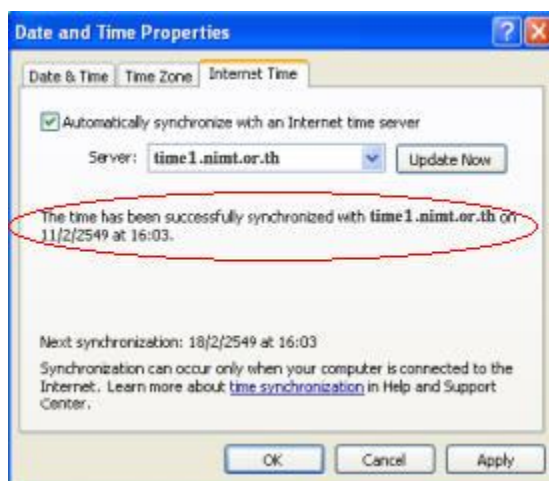 Date and Time Properties
Date & Time
Time Zone
Internet Time
Automatically synchronize with an Internet time server
Server: time1.nimt.or.th
Update Now
The time has been successfully synchronized with time1.nimt.or.th on
11/2/2549 at 16:03.
Next synchronization: 18/2/2549 at 16:03
Synchronization can occur only when your computer is connected to the
Internet. Learn more about time synchronization in Help and Support
Center.
OK
Cancel
Apply